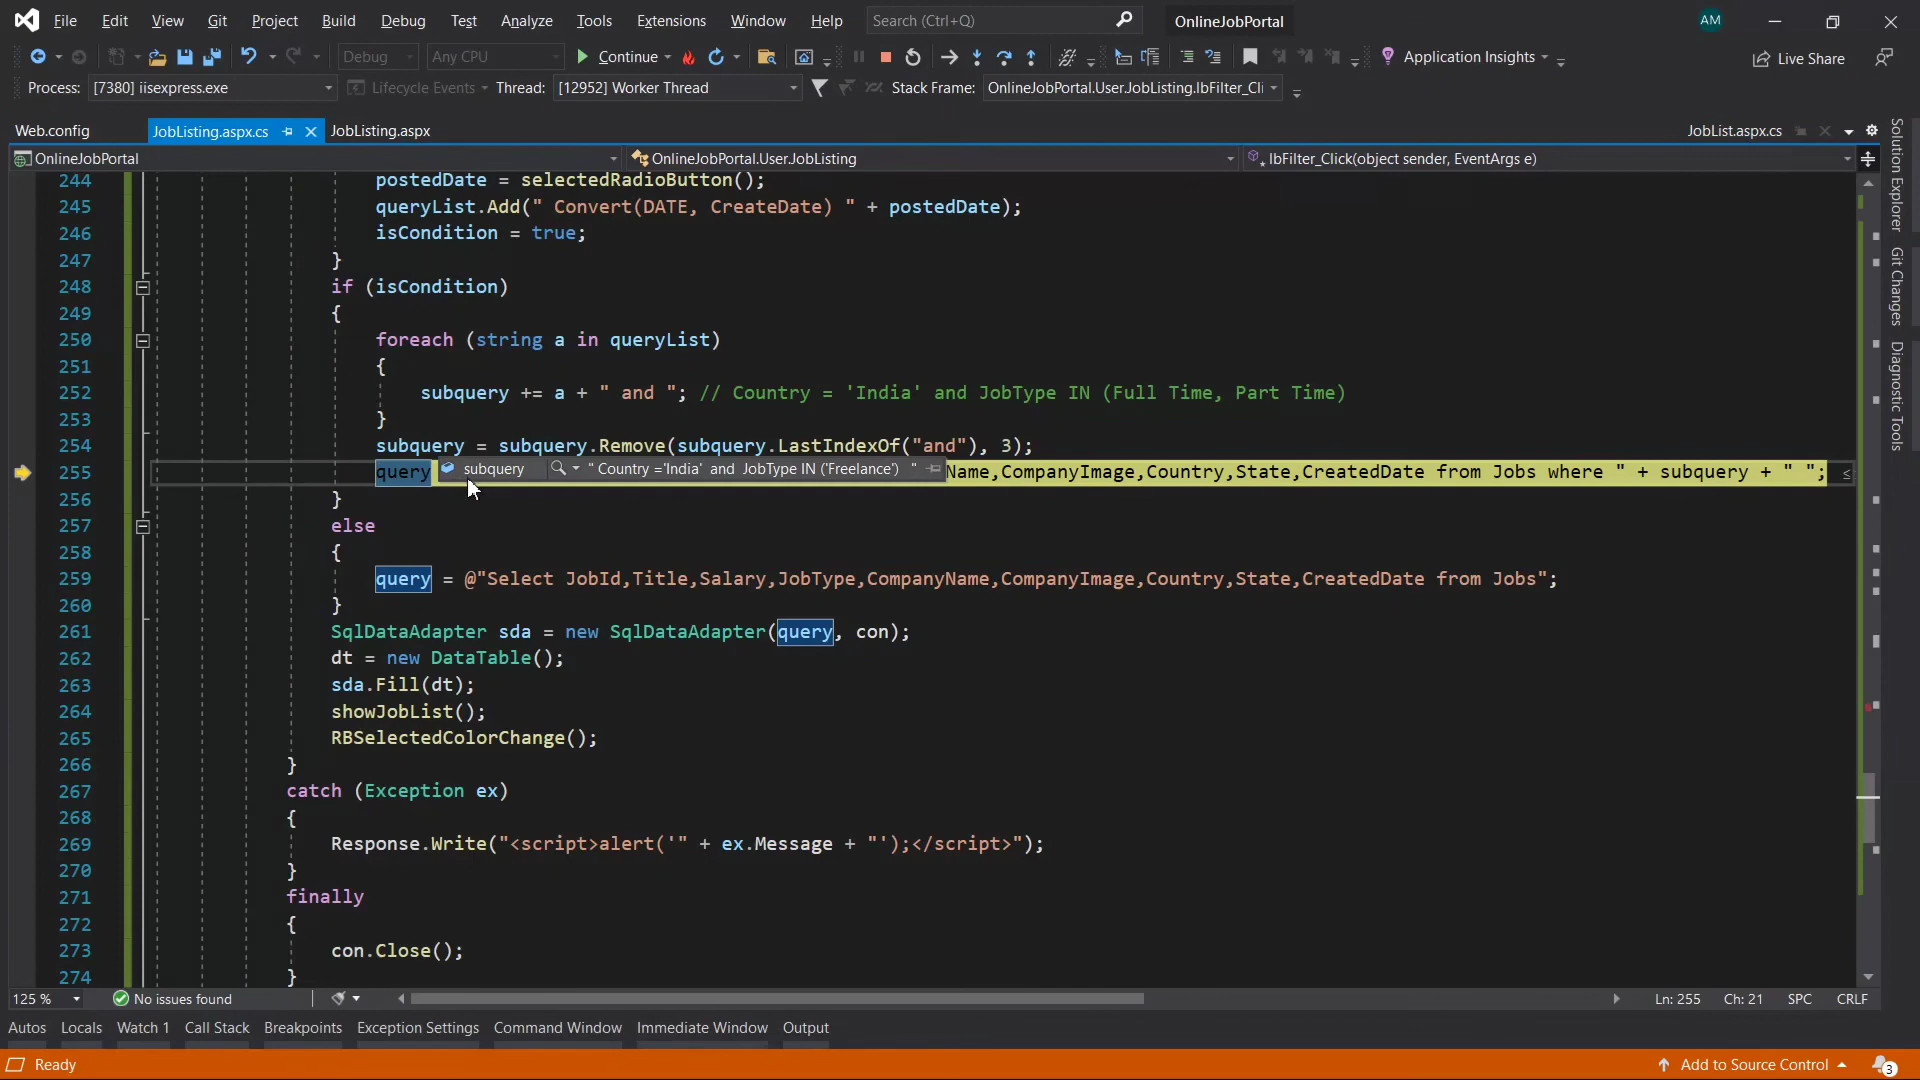 File Edit View Git Project Build Debug Test Analyze Tools Extensions Window Help Search (Ctrl+Q) OnlineJobPortal AM
Debug Any CPU Continue Application Insights Live Share
Process: [7380] iisexpress.exe Lifecycle Events Thread: [12952] Worker Thread Stack Frame: OnlineJobPortal.User.JobListing.lbFilter_Cli
Web.config JobListing.aspx.cs JobListing.aspx JobList.aspx.cs
OnlineJobPortal OnlineJobPortal.User.JobListing lbFilter_Click(object sender, EventArgs e)
244 postedDate = selectedRadioButton();
245 queryList.Add(" Convert(DATE, CreateDate) " + postedDate);
246 isCondition = true;
247 }
248 if (isCondition)
249 {
250 foreach (string a in queryList)
251 {
252 subquery += a + " and "; // Country = 'India' and JobType IN (Full Time, Part Time)
253 }
254 subquery = subquery.Remove(subquery.LastIndexOf("and"), 3);
255 query subquery " Country ='India' and JobType IN ('Freelance') " Name,CompanyImage,Country,State,CreatedDate from Jobs where " + subquery + " ";
256 }
257 else
258 {
259 query = @"Select JobId,Title,Salary,JobType,CompanyName,CompanyImage,Country,State,CreatedDate from Jobs";
260 }
261 SqlDataAdapter sda = new SqlDataAdapter(query, con);
262 dt = new DataTable();
263 sda.Fill(dt);
264 showJobList();
265 RBSelectedColorChange();
266 }
267 catch (Exception ex)
268 {
269 Response.Write("<script>alert('" + ex.Message + "');</script>");
270 }
271 finally
272 {
273 con.Close();
274 }
125 % No issues found Ln: 255 Ch: 21 SPC CRLF
Autos Locals Watch 1 Call Stack Breakpoints Exception Settings Command Window Immediate Window Output
Ready Add to Source Control 3
Solution Explorer
Git Changes
Diagnostic Tools